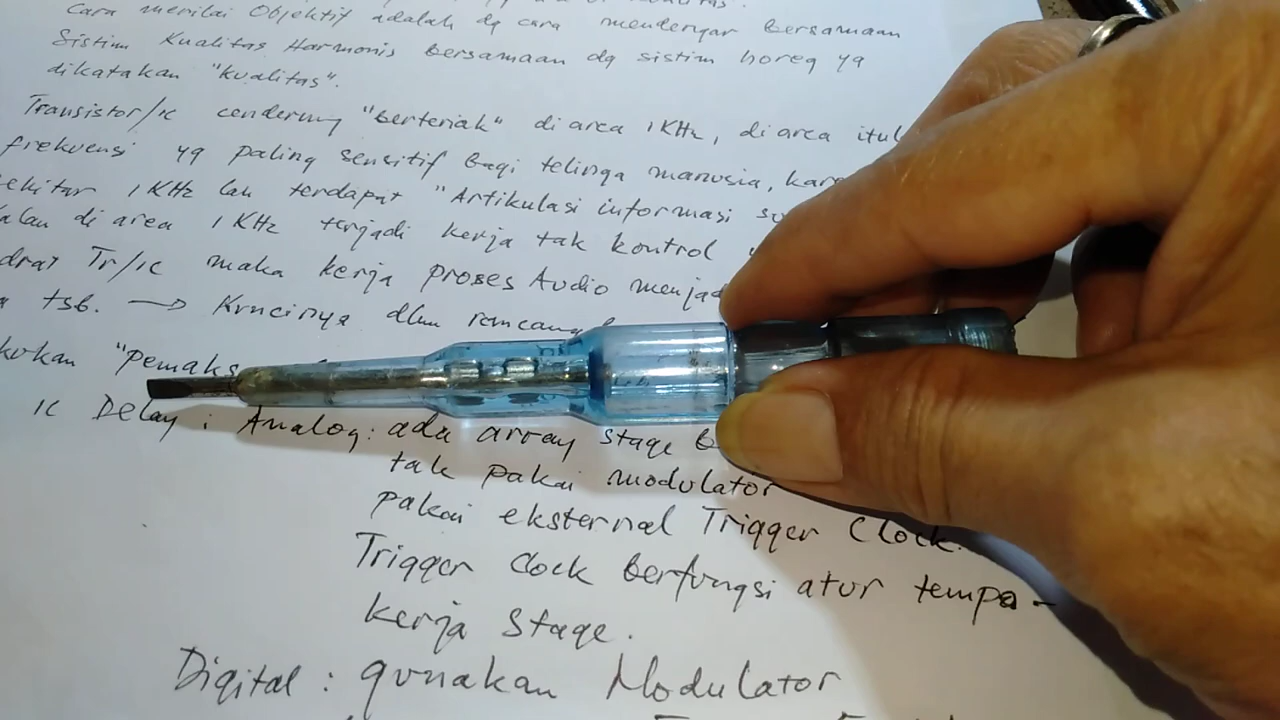 Cara menilai Objektif adalah dg cara mendengar bersamaan
Sistim Kualitas Harmonis bersamaan dg sistim horeg yg
dikatakan "kualitas".
Transistor/IC cenderung "berteriak" di area 1KHz, di area itul
frekuensi yg paling sensitif bagi telinga manusia, kar
1KHz lah terdapat "Artikulasi informasi
di area 1KHz terjadi kerja tak kontrol
Tr/IC maka kerja proses Audio menjad
tsb. → Kuncinya dlm rancang
"pemaks
IC Delay : Analog: ada array stage
tak pakai modulator
pakai eksternal Trigger Clock.
Trigger Clock berfungsi atur tempo-
kerja Stage.
Digital : gunakan Modulator